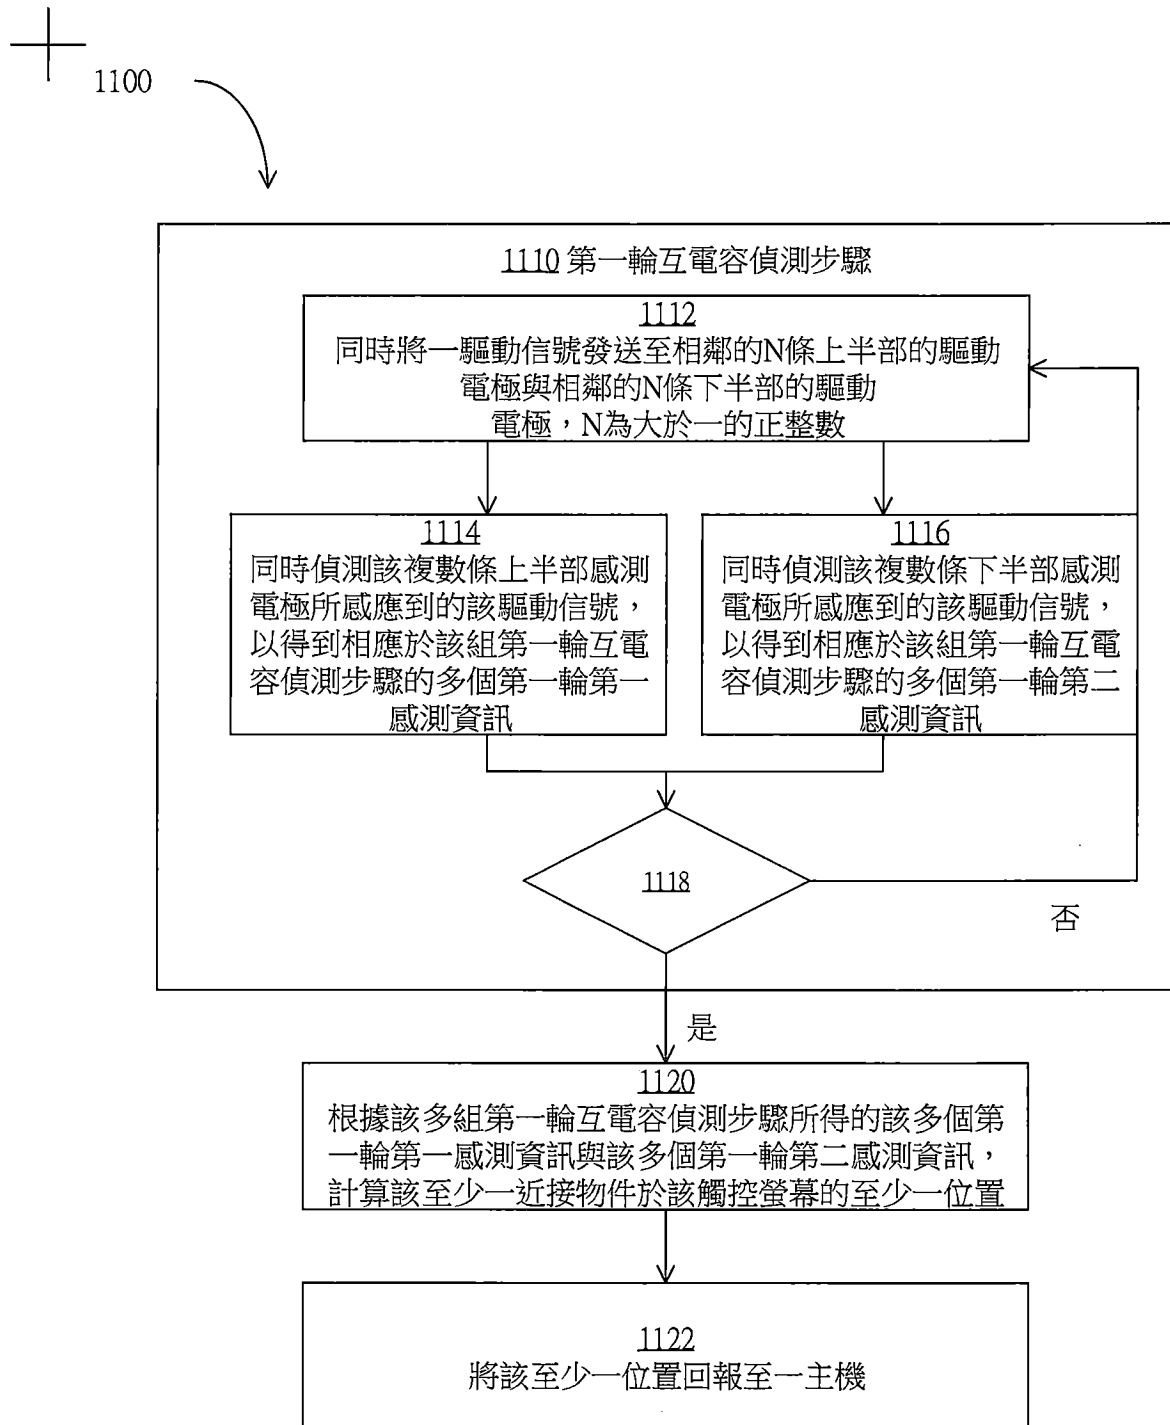 1100
1110 第一輪互電容偵測步驟
1112
同時將一驅動信號發送至相鄰的N條上半部的驅動
電極與相鄰的N條下半部的驅動
電極，N為大於一的正整數
1114
同時偵測該複數條上半部感測
電極所感應到的該驅動信號，
以得到相應於該組第一輪互電
容偵測步驟的多個第一輪第一
感測資訊
1116
同時偵測該複數條下半部感測
電極所感應到的該驅動信號，
以得到相應於該組第一輪互電
容偵測步驟的多個第一輪第二
感測資訊
1118
否
是
1120
根據該多組第一輪互電容偵測步驟所得的該多個第
一輪第一感測資訊與該多個第一輪第二感測資訊，
計算該至少一近接物件於該觸控螢幕的至少一位置
1122
將該至少一位置回報至一主機